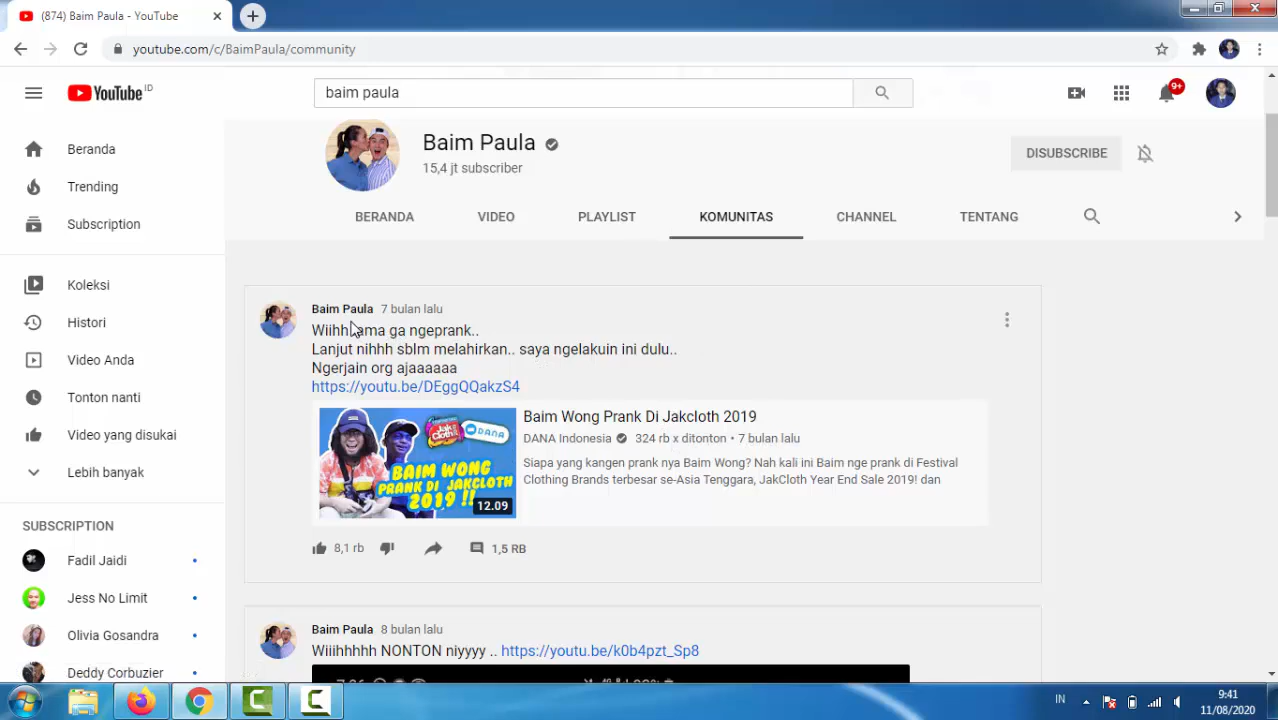 (874) Baim Paula - YouTube
youtube.com/c/BaimPaula/community
YouTube ID
baim paula
9+
Beranda
Trending
Subscription
Koleksi
Histori
Video Anda
Tonton nanti
Video yang disukai
Lebih banyak
SUBSCRIPTION
Fadil Jaidi
Jess No Limit
Olivia Gosandra
Deddy Corbuzier
Baim Paula
15,4 jt subscriber
DISUBSCRIBE
BERANDA VIDEO PLAYLIST KOMUNITAS CHANNEL TENTANG
Baim Paula 7 bulan lalu
ga ngeprank..
Lanjut nihhh sblm melahirkan.. saya ngelakuin ini dulu..
Ngerjain org ajaaaaaa
https://youtu.be/DEggQQakzS4
JakCloth DANA
BAIM WONG
PRANK DI JAKCLOTH
2019 !!
12.09
Baim Wong Prank Di Jakcloth 2019
DANA Indonesia 324 rb x ditonton • 7 bulan lalu
Siapa yang kangen prank nya Baim Wong? Nah kali ini Baim nge prank di Festival
Clothing Brands terbesar se-Asia Tenggara, JakCloth Year End Sale 2019! dan
8,1 rb 1,5 RB
Baim Paula 8 bulan lalu
Wiiihhhhh NONTON niyyyy .. https://youtu.be/k0b4pzt_Sp8
IN
9:41
11/08/2020